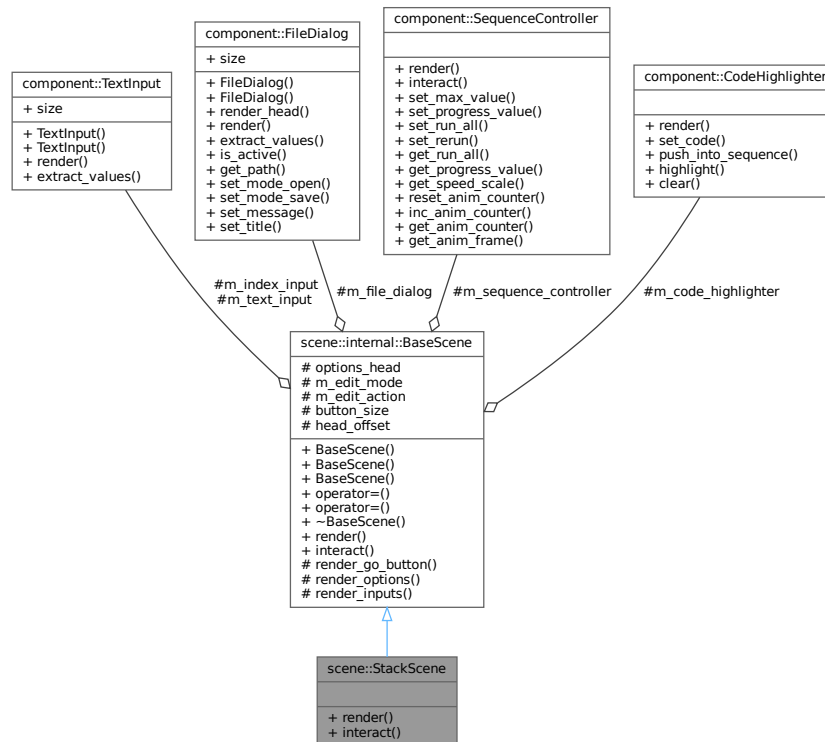 component::TextInput
+ size
+ TextInput()
+ TextInput()
+ render()
+ extract_values()
component::FileDialog
+ size
+ FileDialog()
+ FileDialog()
+ render_head()
+ render()
+ extract_values()
+ is_active()
+ get_path()
+ set_mode_open()
+ set_mode_save()
+ set_message()
+ set_title()
component::SequenceController
+ render()
+ interact()
+ set_max_value()
+ set_progress_value()
+ set_run_all()
+ set_rerun()
+ get_run_all()
+ get_progress_value()
+ get_speed_scale()
+ reset_anim_counter()
+ inc_anim_counter()
+ get_anim_counter()
+ get_anim_frame()
component::CodeHighlighter
+ render()
+ set_code()
+ push_into_sequence()
+ highlight()
+ clear()
#m_index_input
#m_text_input
#m_file_dialog
#m_sequence_controller
#m_code_highlighter
scene::internal::BaseScene
# options_head
# m_edit_mode
# m_edit_action
# button_size
# head_offset
+ BaseScene()
+ BaseScene()
+ BaseScene()
+ operator=()
+ operator=()
+ ~BaseScene()
+ render()
+ interact()
# render_go_button()
# render_options()
# render_inputs()
scene::StackScene
+ render()
+ interact()